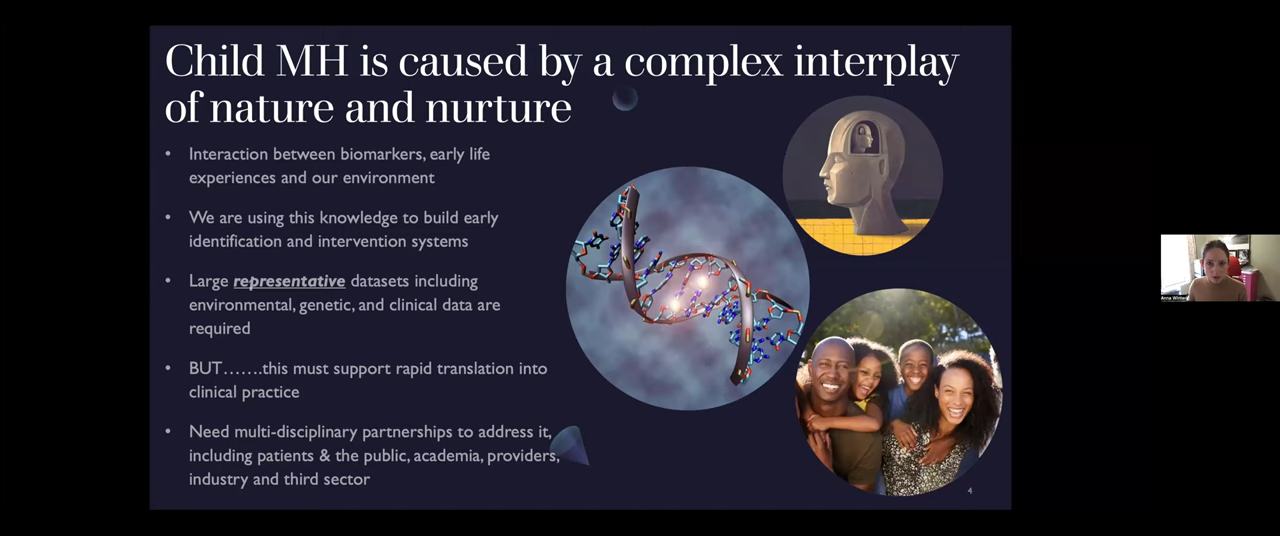 Child MH is caused by a complex interplay
of nature and nurture
• Interaction between biomarkers, early life
experiences and our environment
• We are using this knowledge to build early
identification and intervention systems
• Large representative datasets including
environmental, genetic, and clinical data are
required
• BUT…….this must support rapid translation into
clinical practice
• Need multi-disciplinary partnerships to address it,
including patients & the public, academia, providers,
industry and third sector
4
Anna